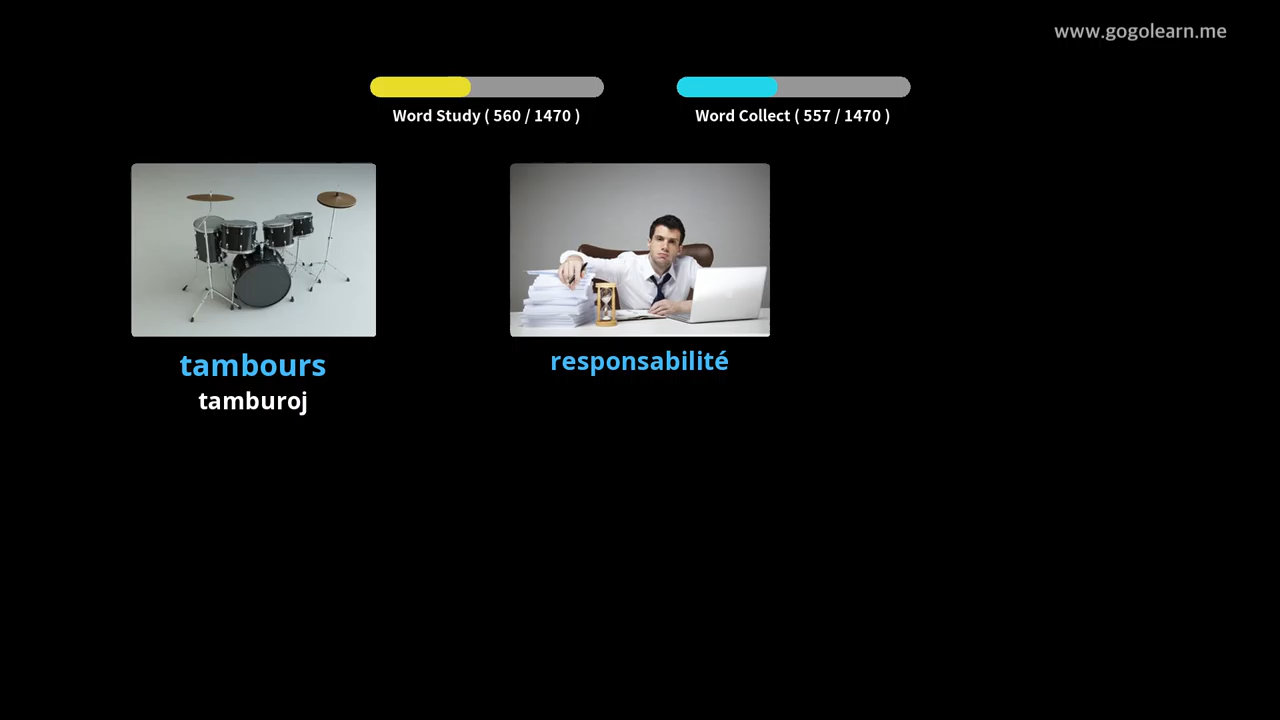 www.gogolearn.me
Word Study ( 560 / 1470 )
Word Collect ( 557 / 1470 )
tambours
tamburoj
responsabilité